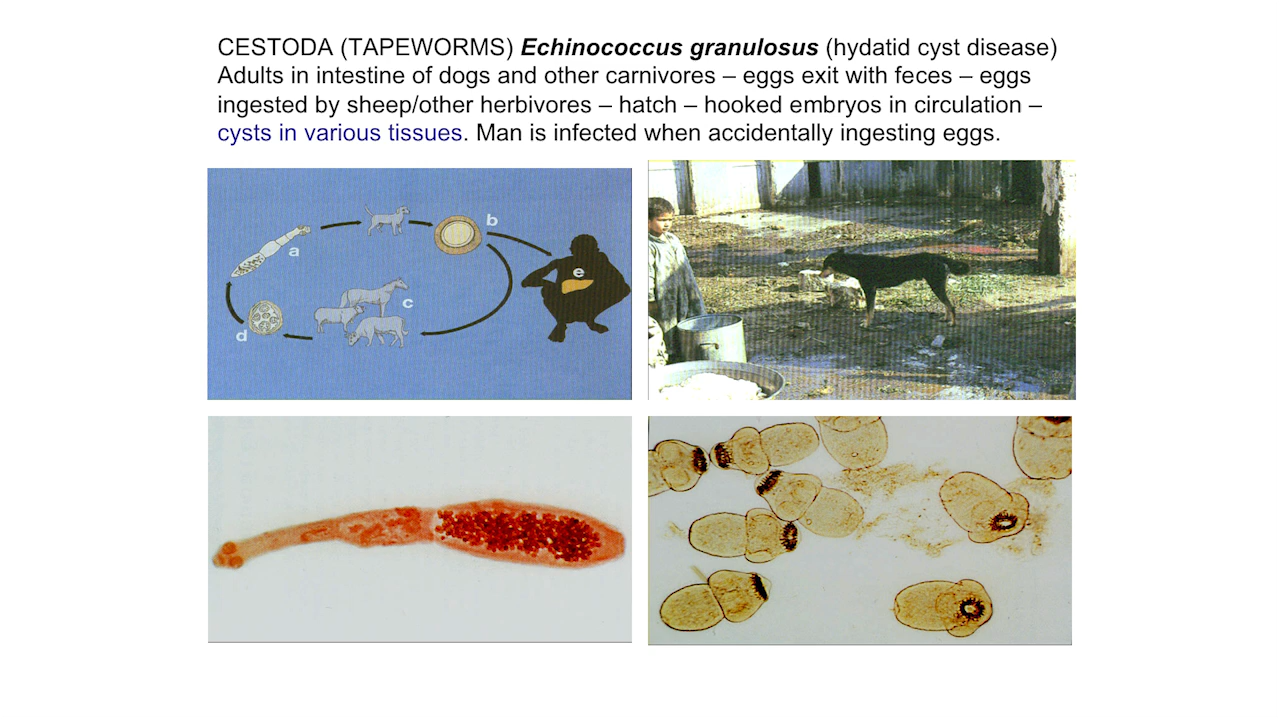 CESTODA (TAPEWORMS) Echinococcus granulosus (hydatid cyst disease)
Adults in intestine of dogs and other carnivores – eggs exit with feces – eggs
ingested by sheep/other herbivores – hatch – hooked embryos in circulation –
cysts in various tissues. Man is infected when accidentally ingesting eggs.
a
b
c
d
e